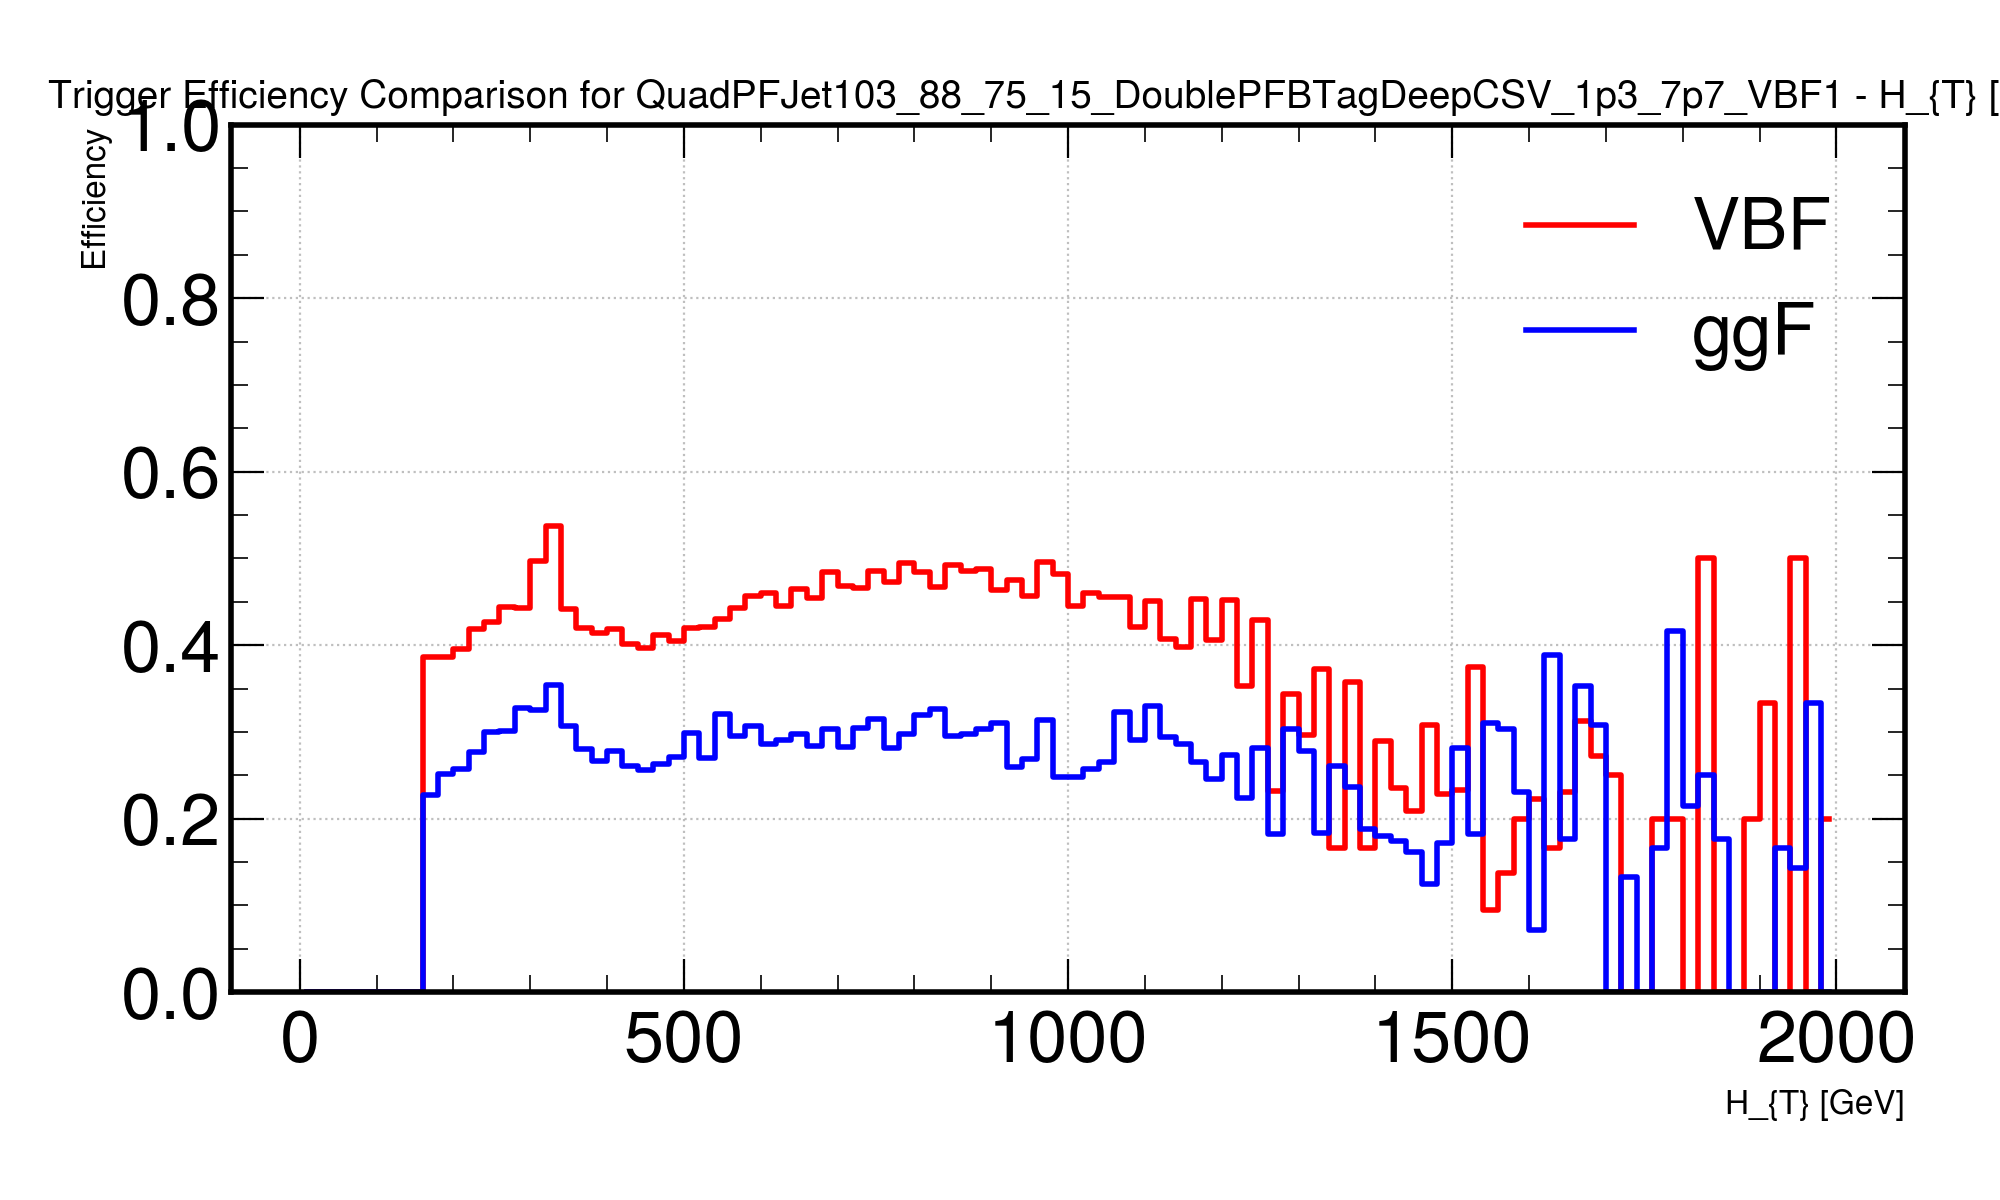 Trigger Efficiency Comparison for QuadPFJet103_88_75_15_DoublePFBTagDeepCSV_1p3_7p7_VBF1 - H_{T} [
Efficiency
1.0
0.8
0.6
0.4
0.2
0.0
VBF
ggF
0 500 1000 1500 2000
H_{T} [GeV]